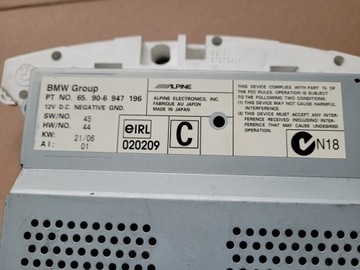 BMW Group
PT NO. 65. 90-6 947 196
12V D.C. NEGATIVE GND.
SW/NO. 45
HW/NO. 44
KW: 21/06
AI: 01
ALPINE
ALPINE ELECTRONICS, INC.
FABRIQUÉ AU JAPON
MADE IN JAPAN
e1RL
020209
C
THIS DEVICE COMPLIES WITH PART 15 OF
THE FCC RULES. OPERATION IS SUBJECT TO
THE FOLLOWING TWO CONDITIONS:
(1) THIS DEVICE MAY NOT CAUSE HARMFUL
INTERFERENCE.
(2) THIS DEVICE MUST ACCEPT ANY INTER-
FERENCE RECEIVED, INCLUDING
INTERFERENCE THAT MAY CAUSE
UNDESIRED OPERATION.
N18